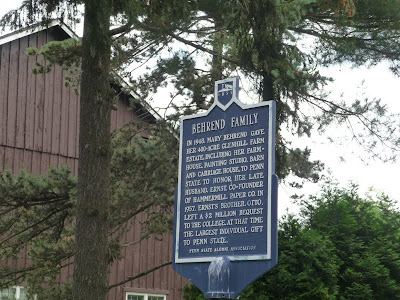 BEHREND FAMILY
IN 1948, MARY BEHREND GAVE
HER 400-ACRE GLENHILL FARM
ESTATE, INCLUDING HER FARM-
HOUSE, PAINTING STUDIO, BARN
AND CARRIAGE HOUSE, TO PENN
STATE TO HONOR HER LATE
HUSBAND, ERNST, CO-FOUNDER
OF HAMMERMILL PAPER CO. IN
1957, ERNST'S BROTHER, OTTO,
LEFT A $2 MILLION BEQUEST
TO THE COLLEGE, AT THAT TIME
THE LARGEST INDIVIDUAL GIFT
TO PENN STATE.
PENN STATE ALUMNI ASSOCIATION